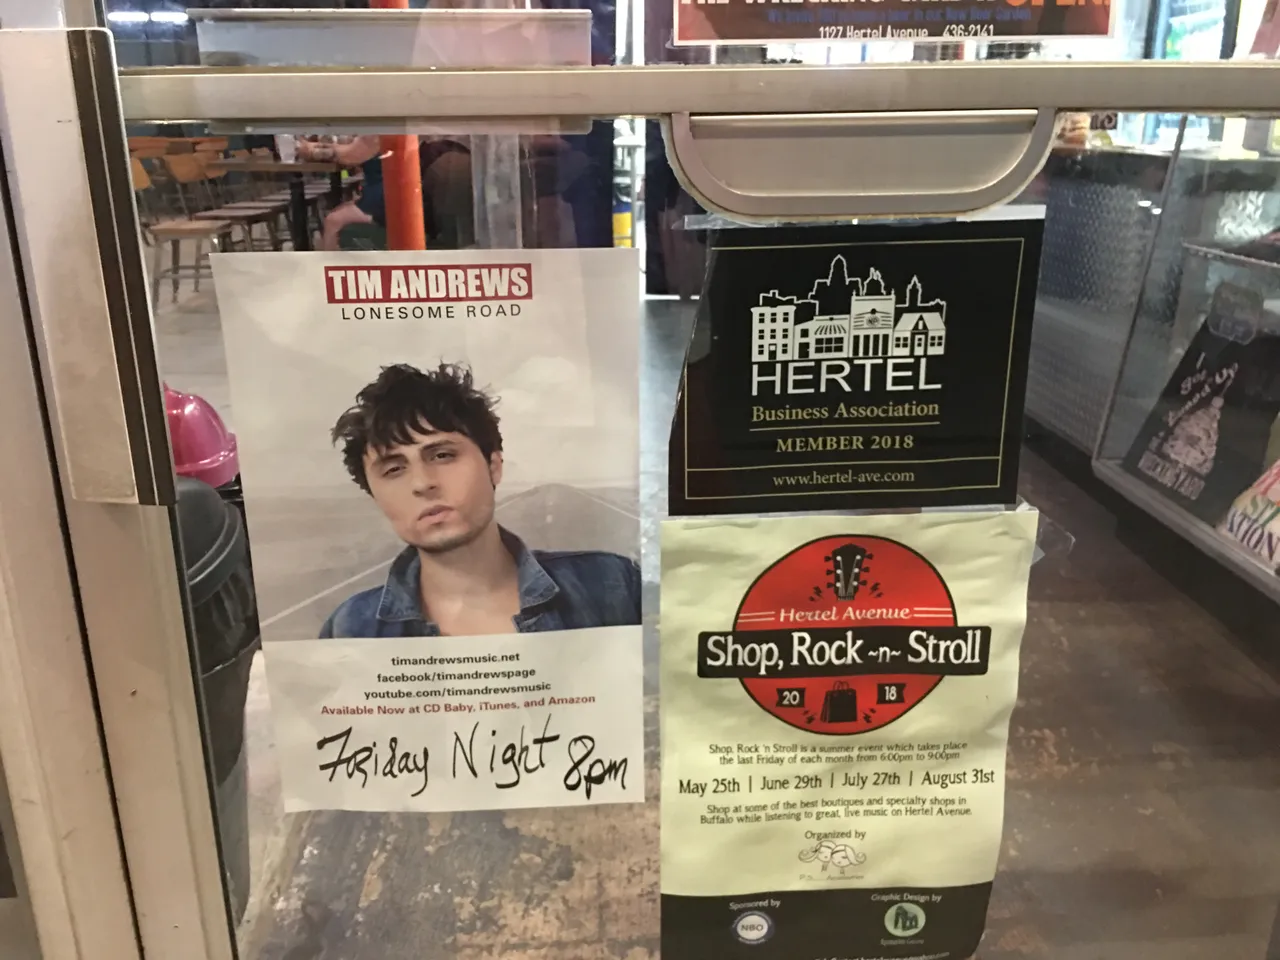 OPEN!
1127 Hertel Avenue 436-2141
TIM ANDREWS
LONESOME ROAD
timandrewsmusic.net
facebook/timandrewspage
youtube.com/timandrewsmusic
Available Now at CD Baby, iTunes, and Amazon
Friday Night 8pm
HERTEL
Business Association
MEMBER 2018
www.hertel-ave.com
Hertel Avenue
Shop, Rock ~n~ Stroll
20 18
Shop, Rock 'n Stroll is a summer event which takes place
the last Friday of each month from 6:00pm to 9:00pm
May 25th | June 29th | July 27th | August 31st
Shop at some of the best boutiques and specialty shops in
Buffalo while listening to great, live music on Hertel Avenue.
Organized by
Sponsored by
NBO
Graphic Design by
I got